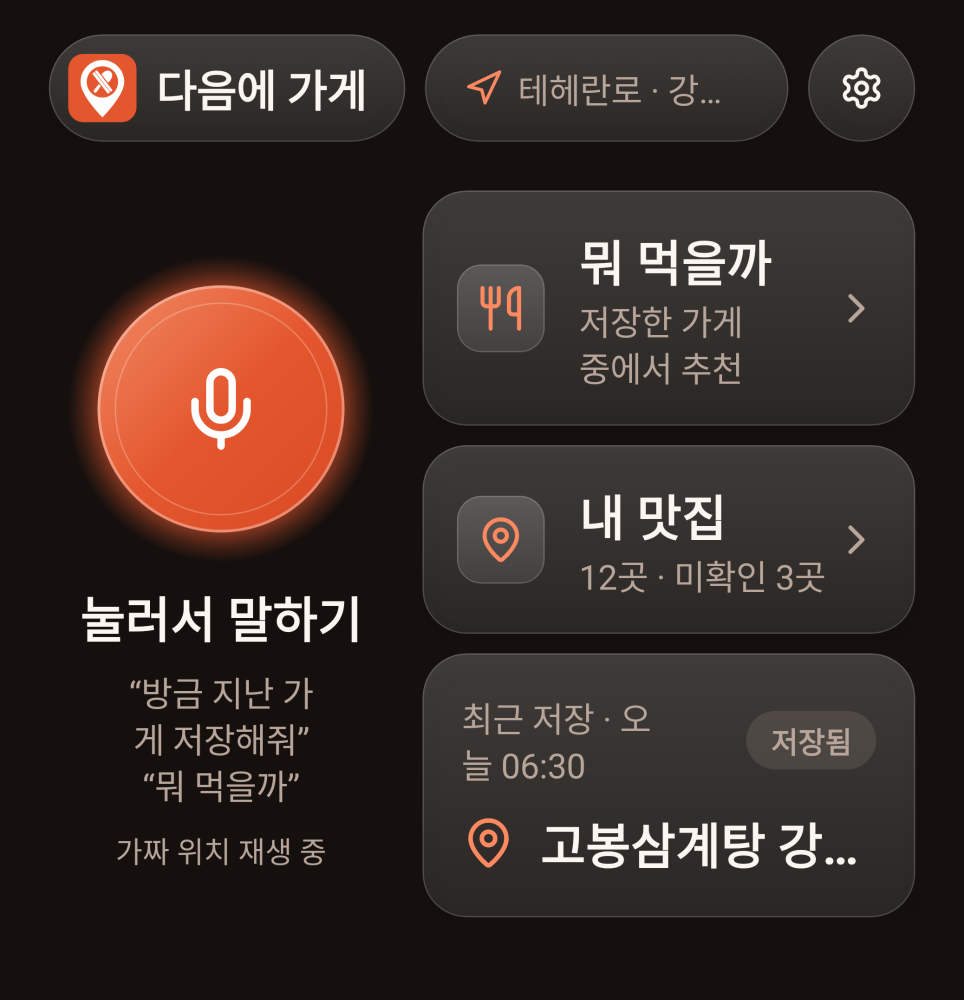 다음에 가게
테헤란로 · 강...
뭐 먹을까
저장한 가게
중에서 추천
내 맛집
12곳 · 미확인 3곳
눌러서 말하기
“방금 지난 가
게 저장해줘”
“뭐 먹을까”
가짜 위치 재생 중
최근 저장 · 오
늘 06:30
저장됨
고봉삼계탕 강...